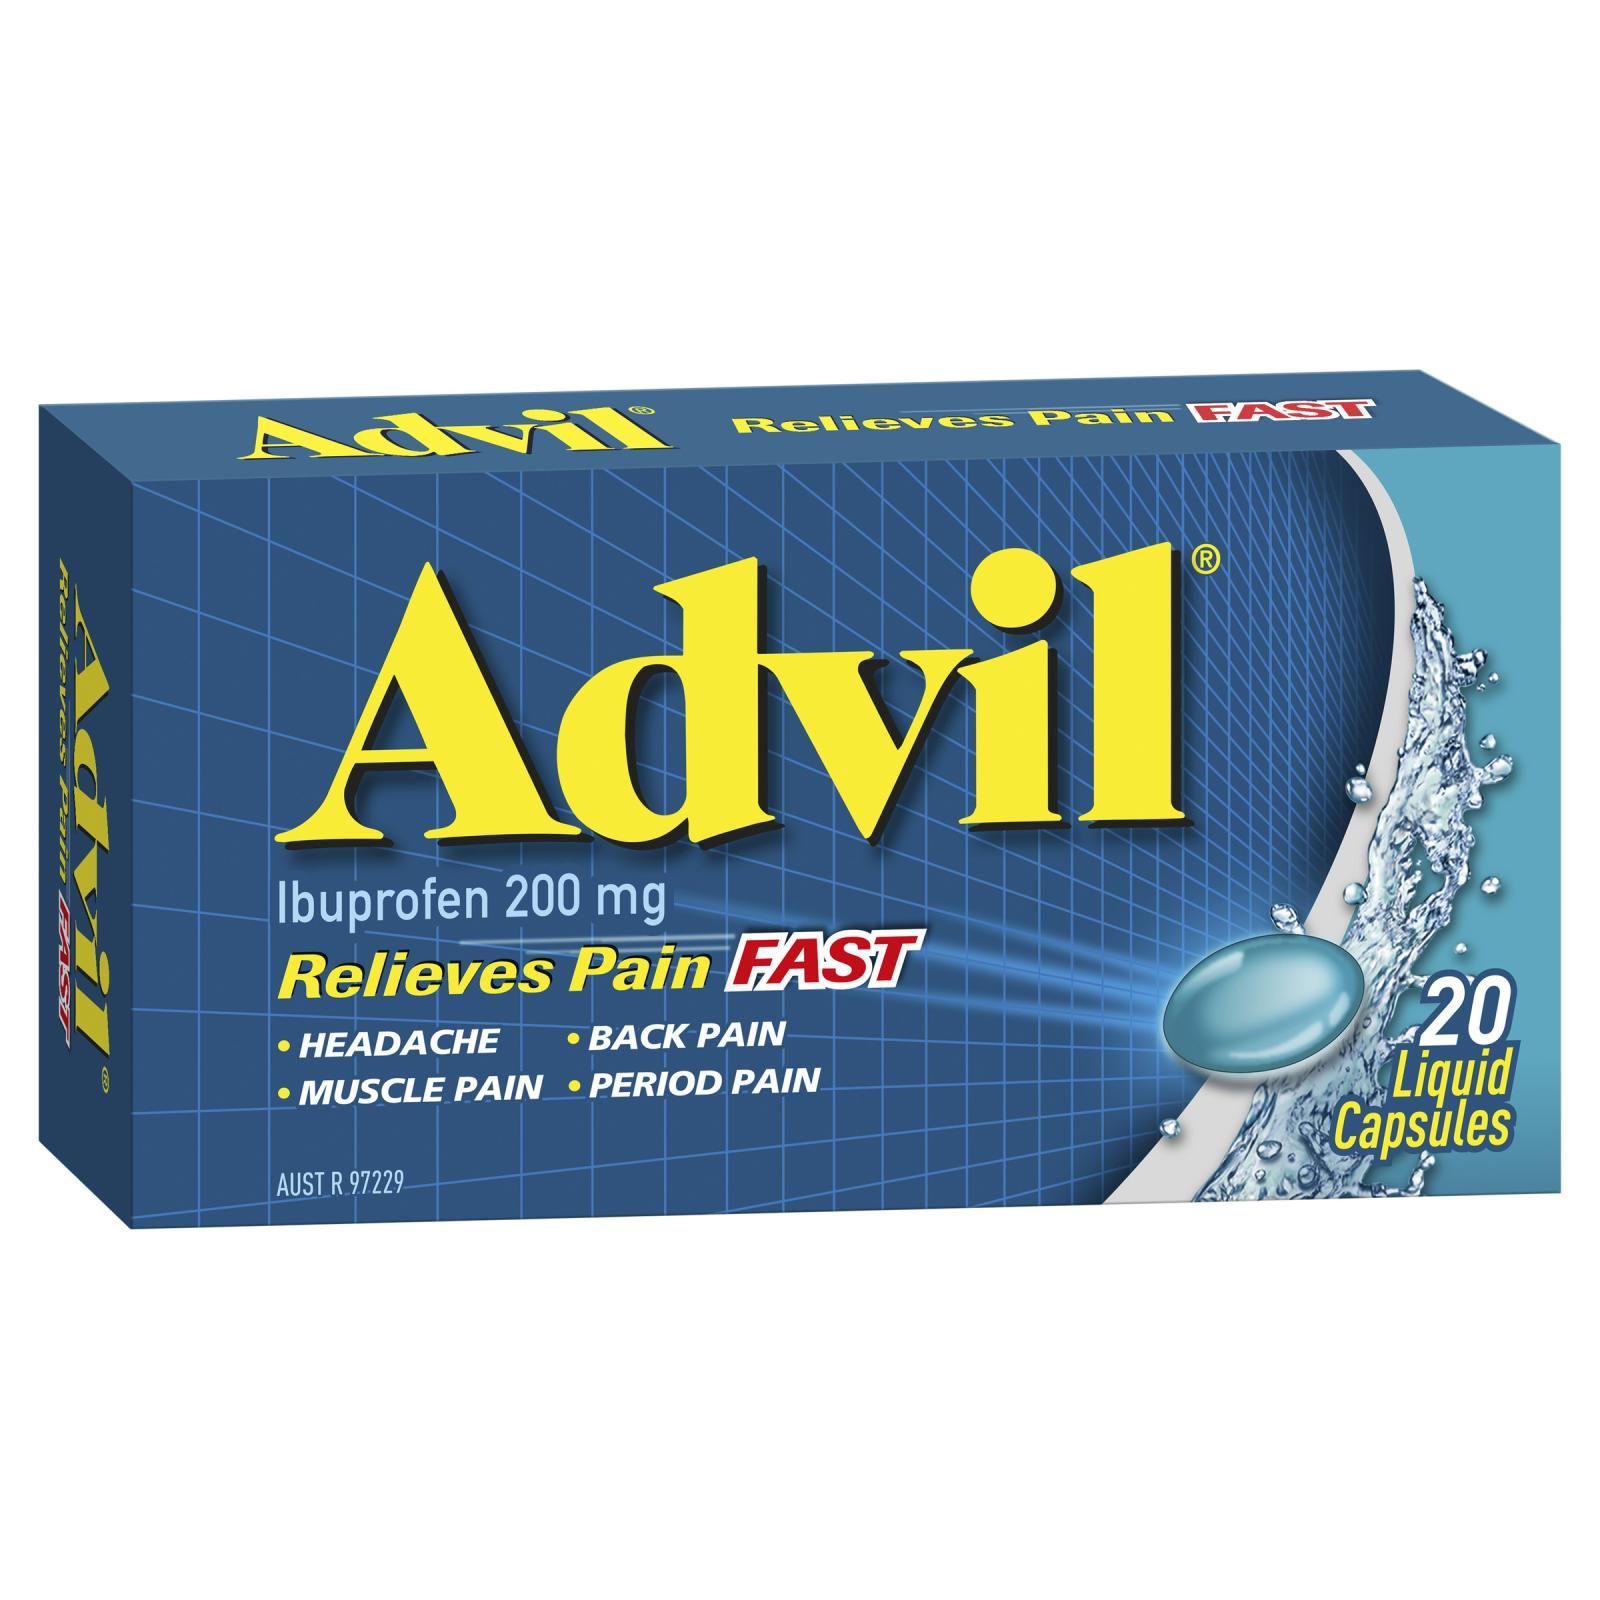 Advil® Relieves Pain FAST
Advil®
Relieves Pain FAST
Advil®
Ibuprofen 200 mg
Relieves Pain FAST
• HEADACHE • BACK PAIN
• MUSCLE PAIN • PERIOD PAIN
AUST R 97229
20
Liquid
Capsules